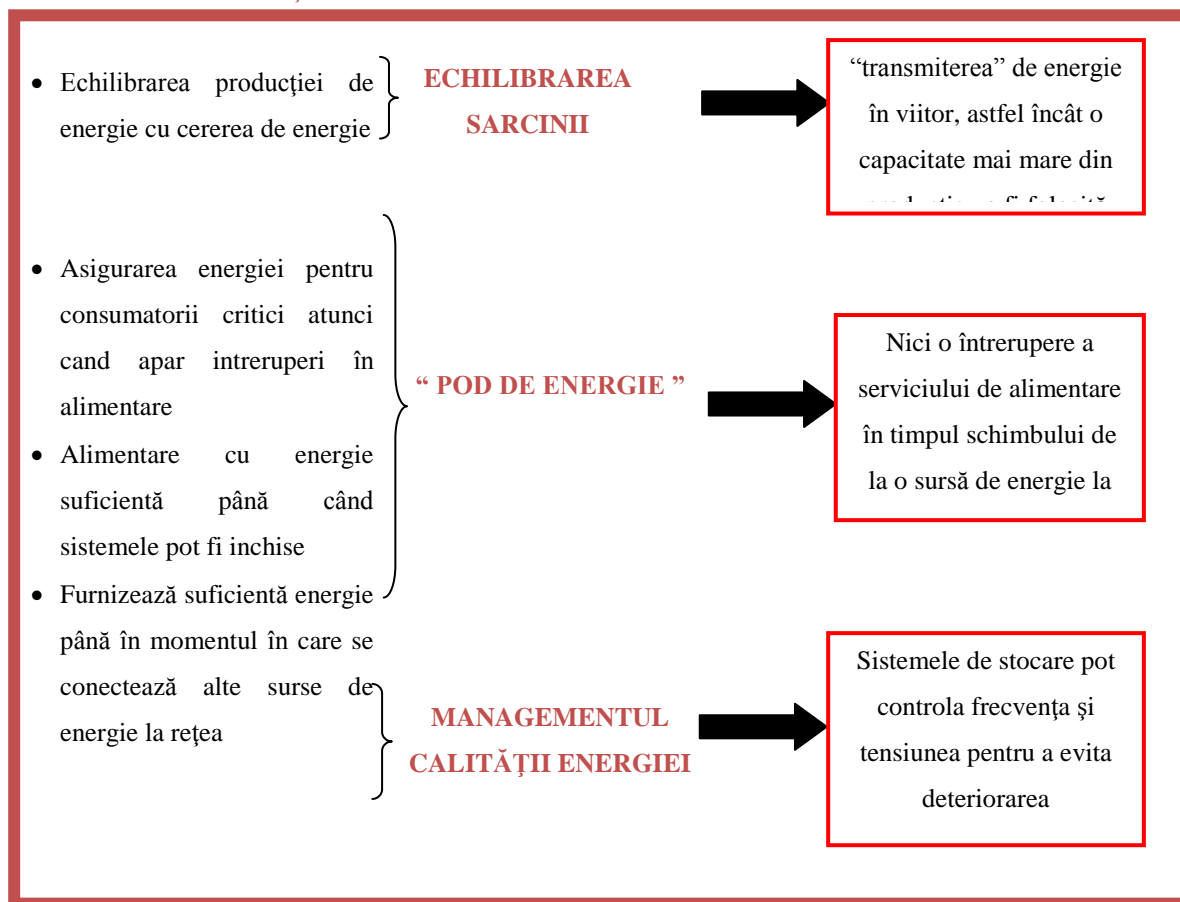 • Echilibrarea producţiei de
energie cu cererea de energie
ECHILIBRAREA
SARCINII
“transmiterea” de energie
în viitor, astfel încât o
capacitate mai mare din
• Asigurarea energiei pentru
consumatorii critici atunci
cand apar intreruperi în
alimentare
• Alimentare cu energie
suficientă până când
sistemele pot fi inchise
• Furnizează suficientă energie
până în momentul în care se
conectează alte surse de
energie la reţea
“ POD DE ENERGIE ”
Nici o întrerupere a
serviciului de alimentare
în timpul schimbului de
la o sursă de energie la
MANAGEMENTUL
CALITĂŢII ENERGIEI
Sistemele de stocare pot
controla frecvenţa şi
tensiunea pentru a evita
deteriorarea